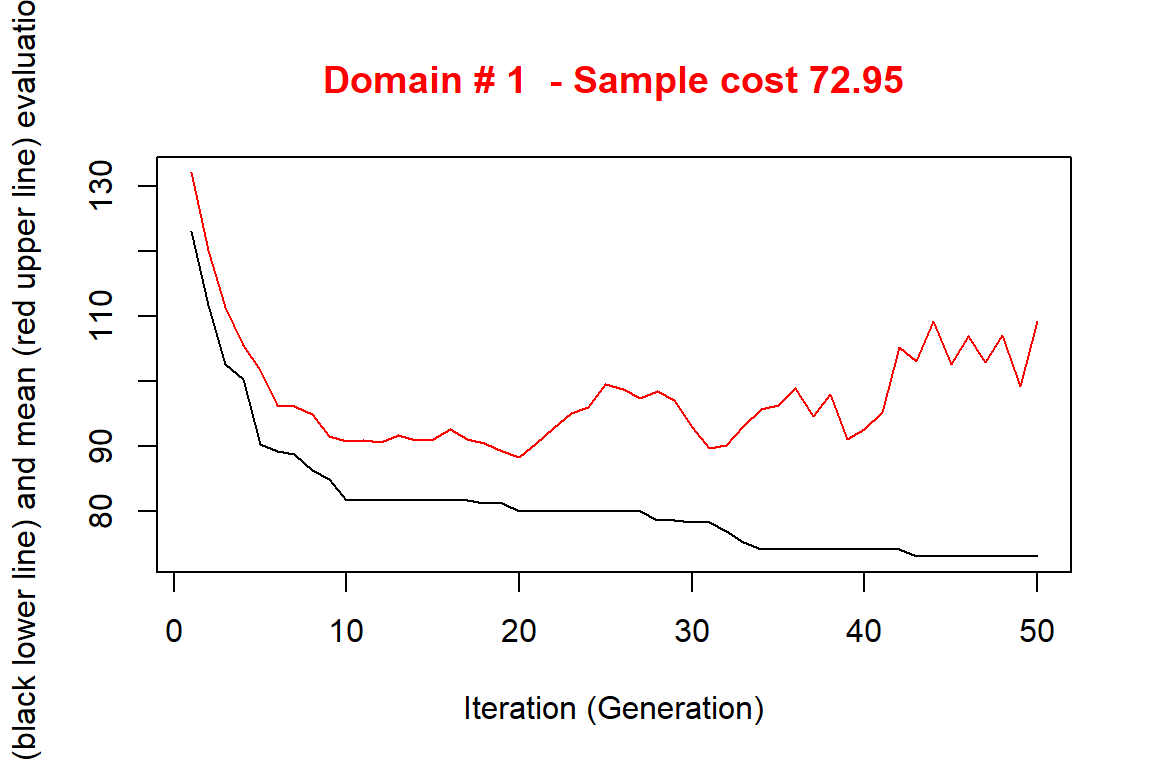 Domain # 1  - Sample cost 72.95
(black lower line) and mean (red upper line) evaluatio
130
110
90
80
0 10 20 30 40 50
Iteration (Generation)